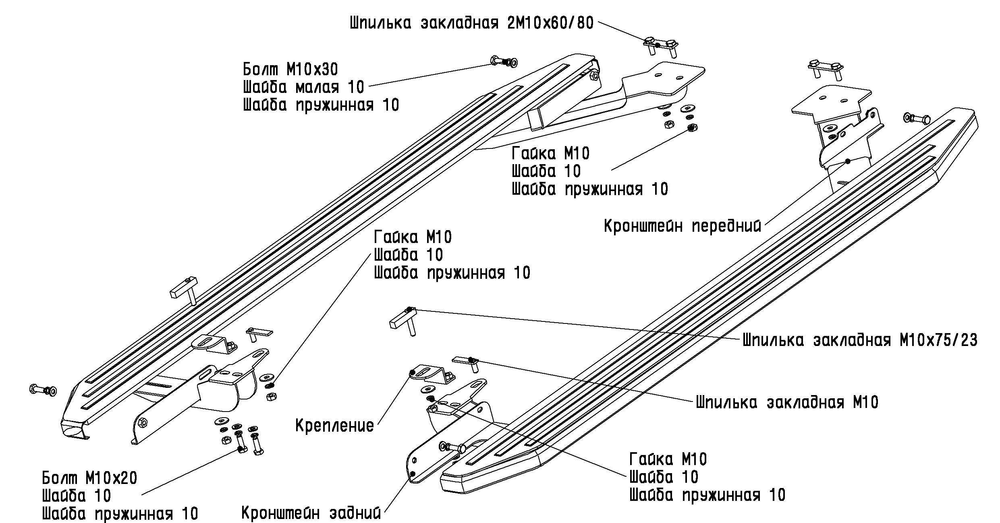 Шпилька закладная 2М10х60/80
Болт М10х30
Шайба малая 10
Шайба пружинная 10
Гайка М10
Шайба 10
Шайба пружинная 10
Кронштейн передний
Гайка М10
Шайба 10
Шайба пружинная 10
Шпилька закладная М10х75/23
Шпилька закладная М10
Крепление
Гайка М10
Шайба 10
Шайба пружинная 10
Болт М10х20
Шайба 10
Шайба пружинная 10
Кронштейн задний